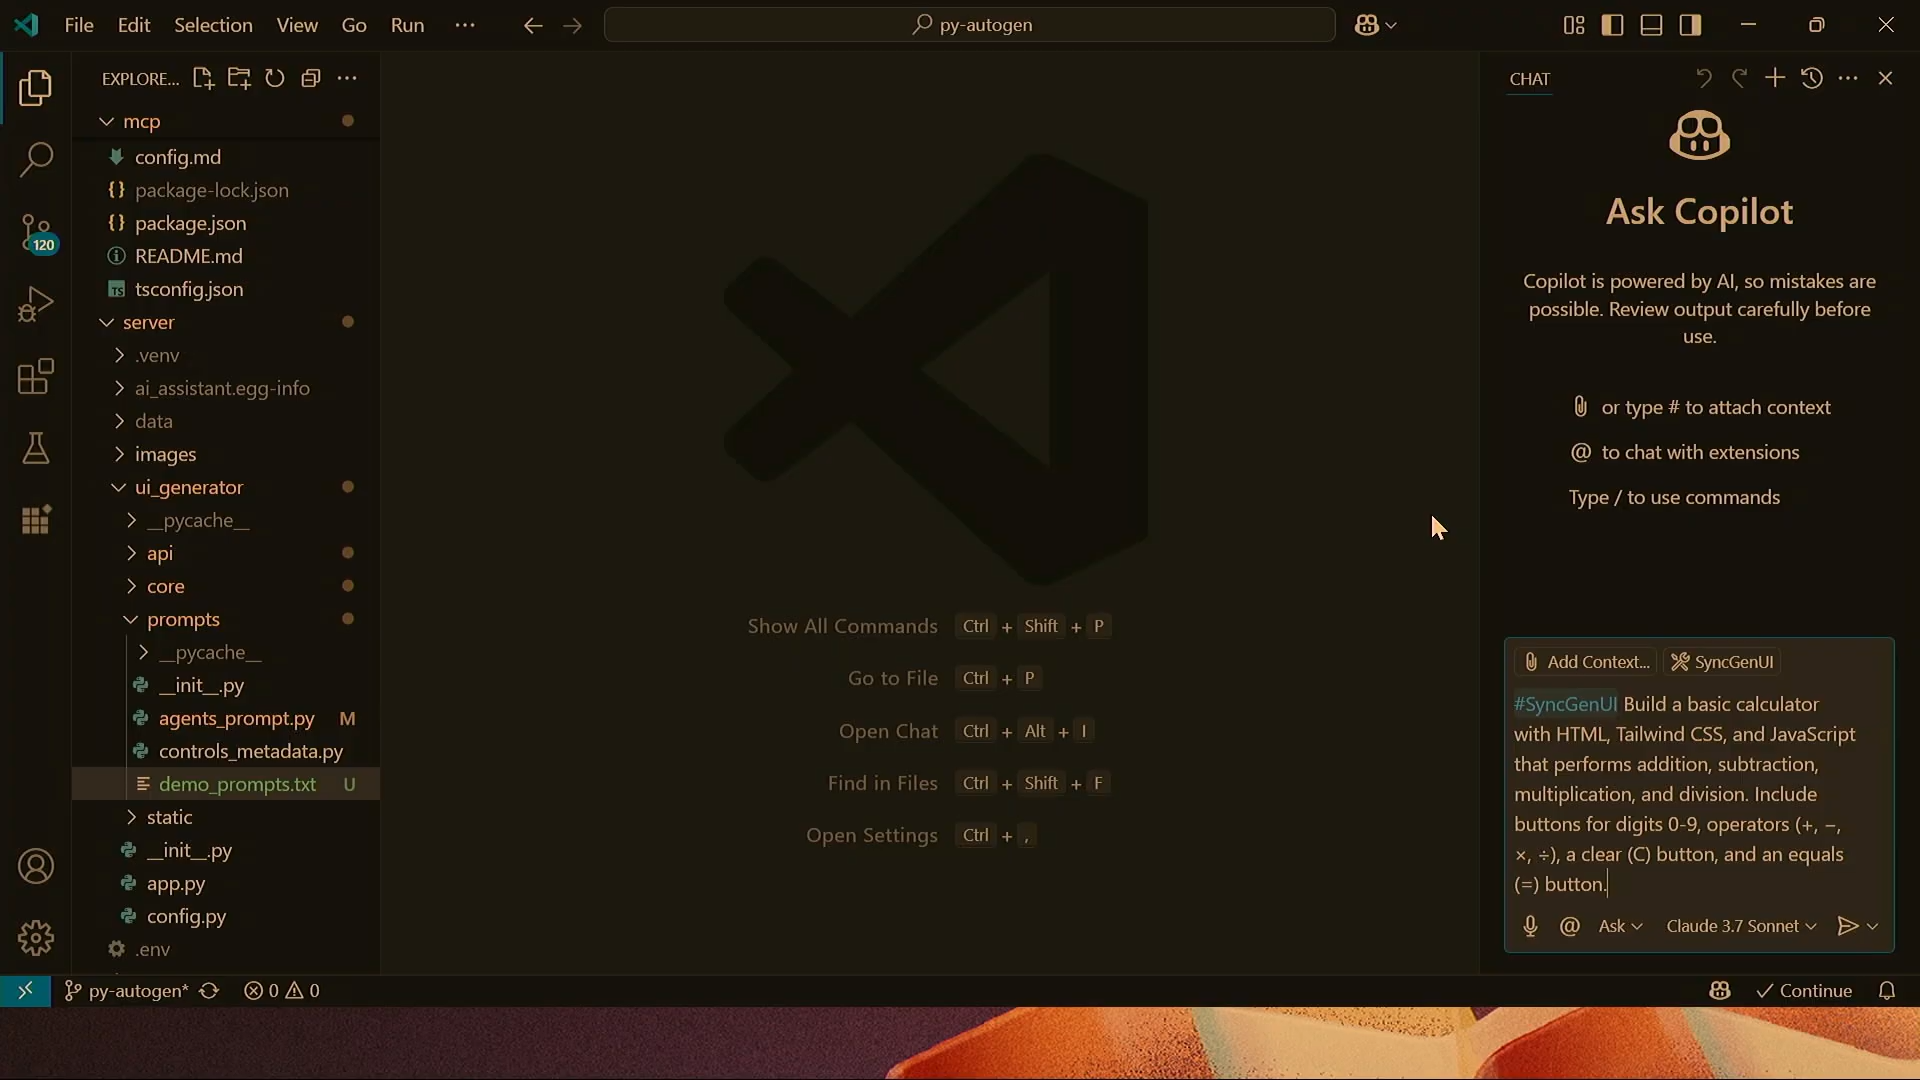 File Edit Selection View Go Run
py-autogen
EXPLORE...
mcp
config.md
package-lock.json
package.json
README.md
tsconfig.json
server
.venv
ai_assistant.egg-info
data
images
ui_generator
__pycache__
api
core
prompts
__pycache__
__init__.py
agents_prompt.py M
controls_metadata.py
demo_prompts.txt U
static
__init__.py
app.py
config.py
.env
120
Show All Commands Ctrl + Shift + P
Go to File Ctrl + P
Open Chat Ctrl + Alt + I
Find in Files Ctrl + Shift + F
Open Settings Ctrl + ,
CHAT
Ask Copilot
Copilot is powered by AI, so mistakes are
possible. Review output carefully before
use.
or type # to attach context
@ to chat with extensions
Type / to use commands
Add Context... SyncGenUI
#SyncGenUI Build a basic calculator
with HTML, Tailwind CSS, and JavaScript
that performs addition, subtraction,
multiplication, and division. Include
buttons for digits 0-9, operators (+, −,
×, ÷), a clear (C) button, and an equals
(=) button.
@ Ask Claude 3.7 Sonnet
py-autogen* 0 0 Continue